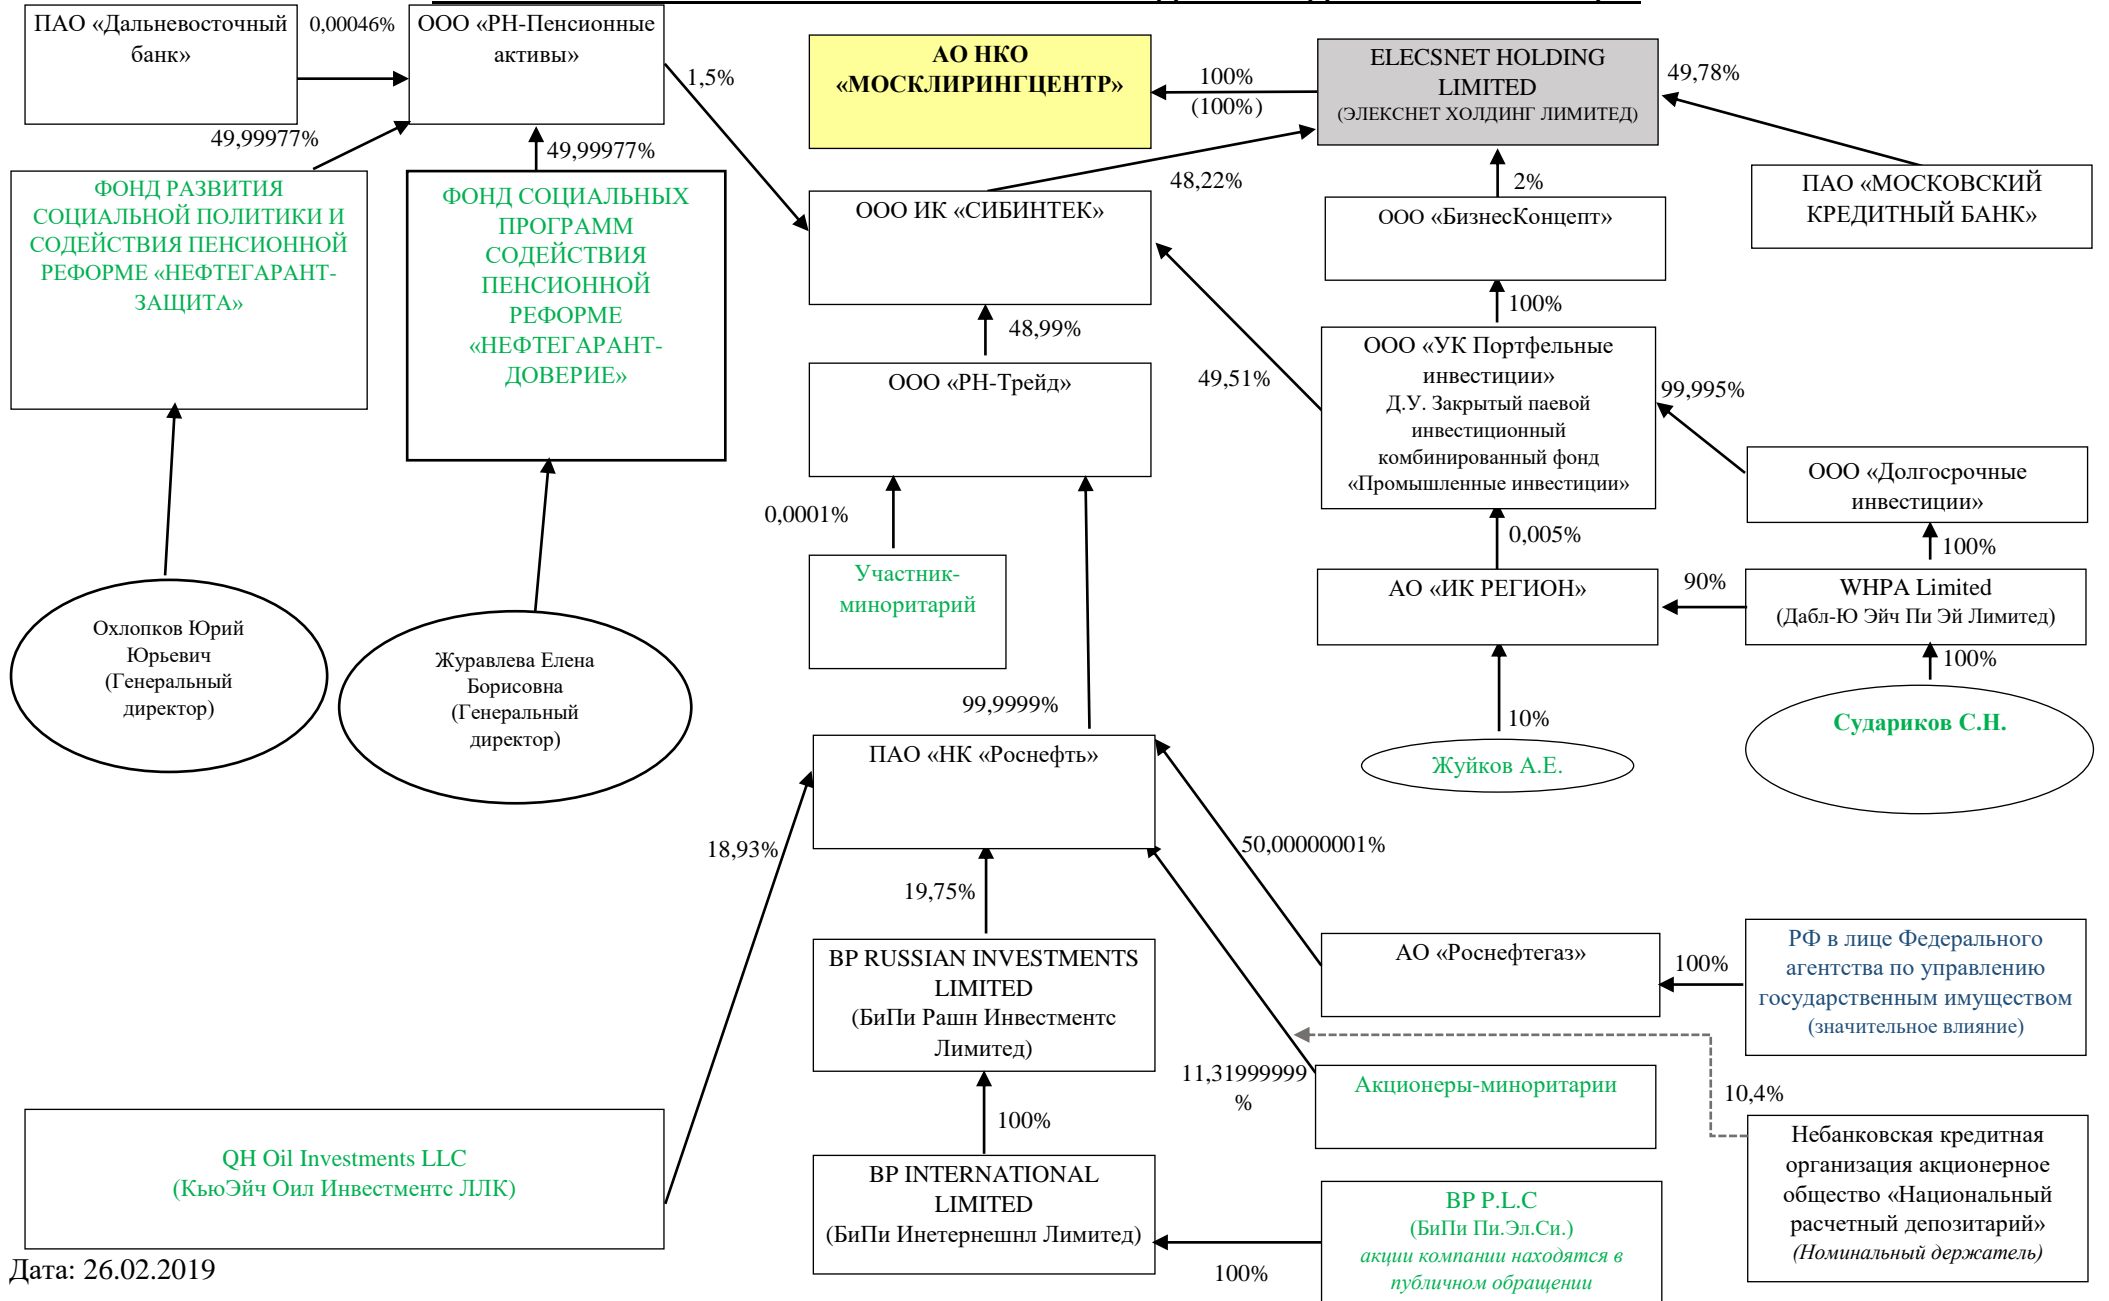 ПАО «Дальневосточный
банк»
0,00046%
ООО «РН-Пенсионные
активы»
1,5%
АО НКО
«МОСКЛИРИНГЦЕНТР»
100%
(100%)
ELECSNET HOLDING
LIMITED
(ЭЛЕКСНЕТ ХОЛДИНГ ЛИМИТЕД)
49,78%
49,99977%
49,99977%
ФОНД РАЗВИТИЯ
СОЦИАЛЬНОЙ ПОЛИТИКИ И
СОДЕЙСТВИЯ ПЕНСИОННОЙ
РЕФОРМЕ «НЕФТЕГАРАНТ-
ЗАЩИТА»
ФОНД СОЦИАЛЬНЫХ
ПРОГРАММ
СОДЕЙСТВИЯ
ПЕНСИОННОЙ
РЕФОРМЕ
«НЕФТЕГАРАНТ-
ДОВЕРИЕ»
ООО ИК «СИБИНТЕК»
48,22%
2%
ООО «БизнесКонцепт»
ПАО «МОСКОВСКИЙ
КРЕДИТНЫЙ БАНК»
100%
48,99%
49,51%
ООО «РН-Трейд»
ООО «УК Портфельные
инвестиции»
Д.У. Закрытый паевой
инвестиционный
комбинированный фонд
«Промышленные инвестиции»
99,995%
ООО «Долгосрочные
инвестиции»
0,0001%
0,005%
100%
Участник-
миноритарий
АО «ИК РЕГИОН»
90%
WHPA Limited
(Дабл-Ю Эйч Пи Эй Лимитед)
Охлопков Юрий
Юрьевич
(Генеральный
директор)
Журавлева Елена
Борисовна
(Генеральный
директор)
100%
99,9999%
10%
Судариков С.Н.
ПАО «НК «Роснефть»
Жуйков А.Е.
18,93%
50,00000001%
19,75%
BP RUSSIAN INVESTMENTS
LIMITED
(БиПи Рашн Инвестментс
Лимитед)
АО «Роснефтегаз»
100%
РФ в лице Федерального
агентства по управлению
государственным имуществом
(значительное влияние)
11,31999999
%
Акционеры-миноритарии
10,4%
100%
QH Oil Investments LLC
(КьюЭйч Оил Инвестментс ЛЛК)
BP INTERNATIONAL
LIMITED
(БиПи Инетернешнл Лимитед)
100%
BP P.L.C
(БиПи Пи.Эл.Си.)
акции компании находятся в
публичном обращении
Небанковская кредитная
организация акционерное
общество «Национальный
расчетный депозитарий»
(Номинальный держатель)
Дата: 26.02.2019